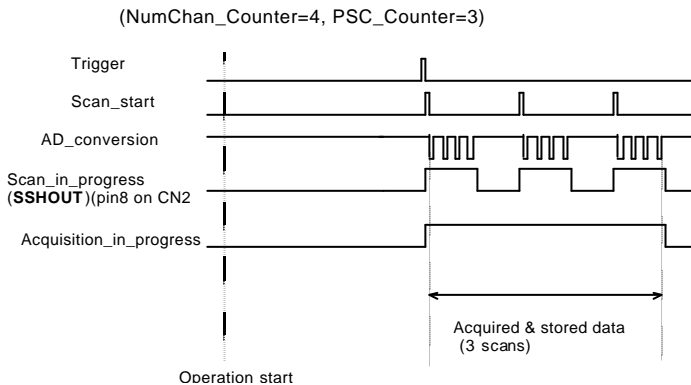 (NumChan_Counter=4, PSC_Counter=3)
Trigger
Scan_start
AD_conversion
Scan_in_progress
(SSHOUT)(pin8 on CN2
Acquisition_in_progress
Acquired & stored data
(3 scans)
Operation start